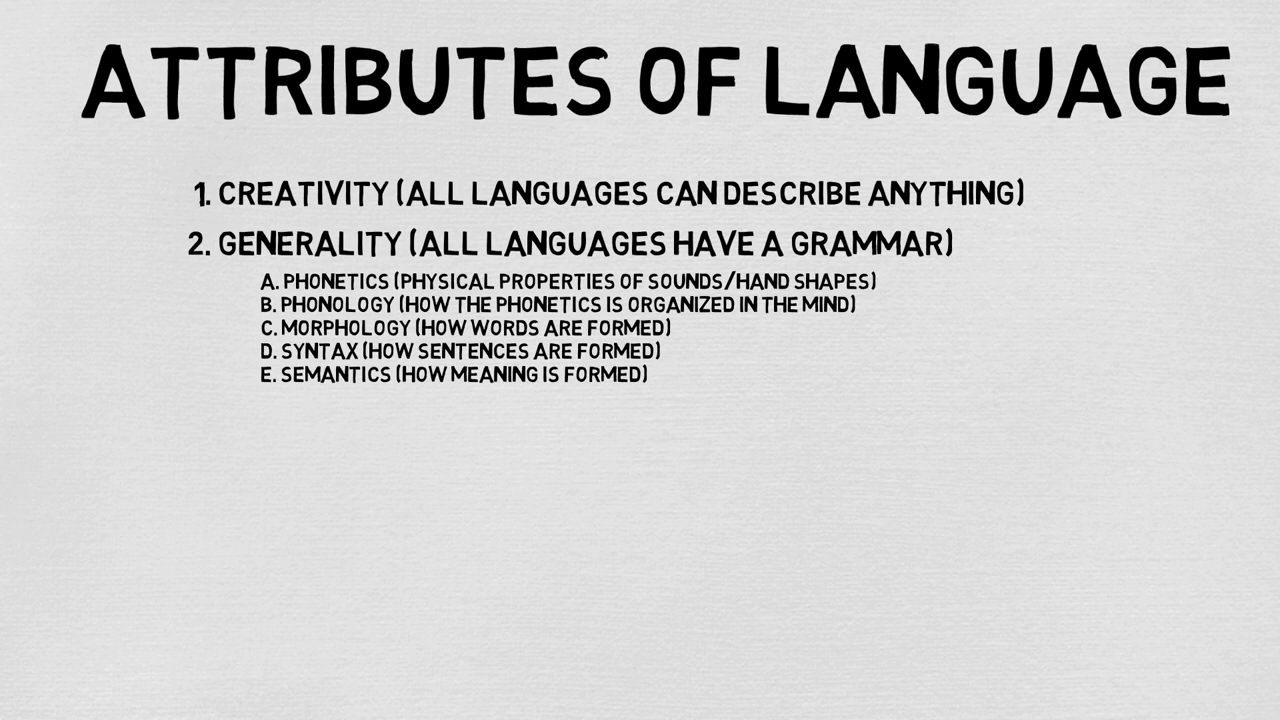 ATTRIBUTES OF LANGUAGE
1. CREATIVITY (ALL LANGUAGES CAN DESCRIBE ANYTHING)
2. GENERALITY (ALL LANGUAGES HAVE A GRAMMAR)
A. PHONETICS (PHYSICAL PROPERTIES OF SOUNDS/HAND SHAPES)
B. PHONOLOGY (HOW THE PHONETICS IS ORGANIZED IN THE MIND)
C. MORPHOLOGY (HOW WORDS ARE FORMED)
D. SYNTAX (HOW SENTENCES ARE FORMED)
E. SEMANTICS (HOW MEANING IS FORMED)